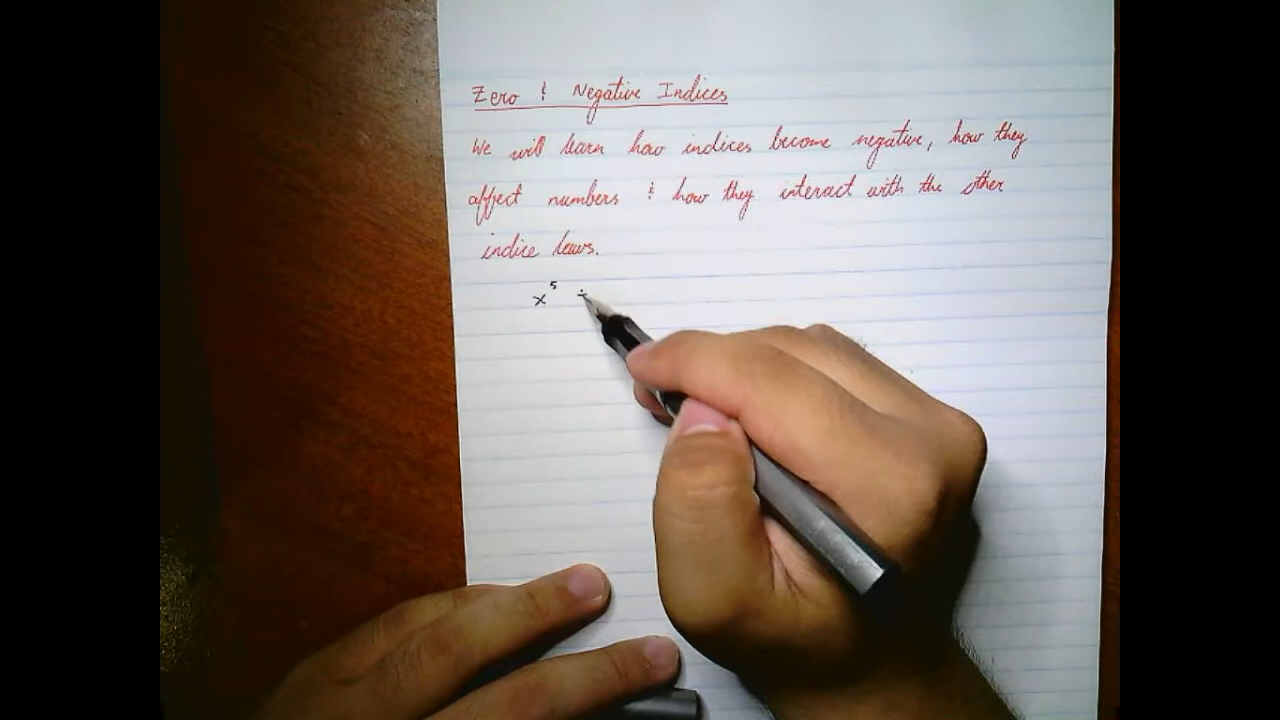 Zero & Negative Indices
We will learn how indices become negative, how they
affect numbers & how they interact with the other
indice laws.
x⁵ ÷